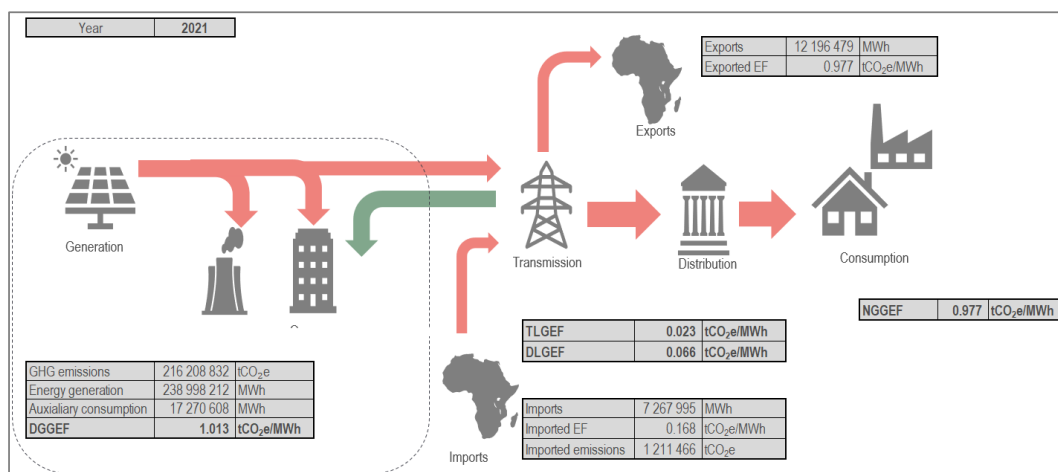 Year 2021
Exports 12 196 479 MWh
Exported EF 0.977 tCO₂e/MWh
Exports
Generation
Transmission
Distribution
Consumption
NGGEF 0.977 tCO₂e/MWh
TLGEF 0.023 tCO₂e/MWh
DLGEF 0.066 tCO₂e/MWh
GHG emissions 216 208 832 tCO₂e
Energy generation 238 998 212 MWh
Auxialiary consumption 17 270 608 MWh
DGGEF 1.013 tCO₂e/MWh
Imports
Imports 7 267 995 MWh
Imported EF 0.168 tCO₂e/MWh
Imported emissions 1 211 466 tCO₂e